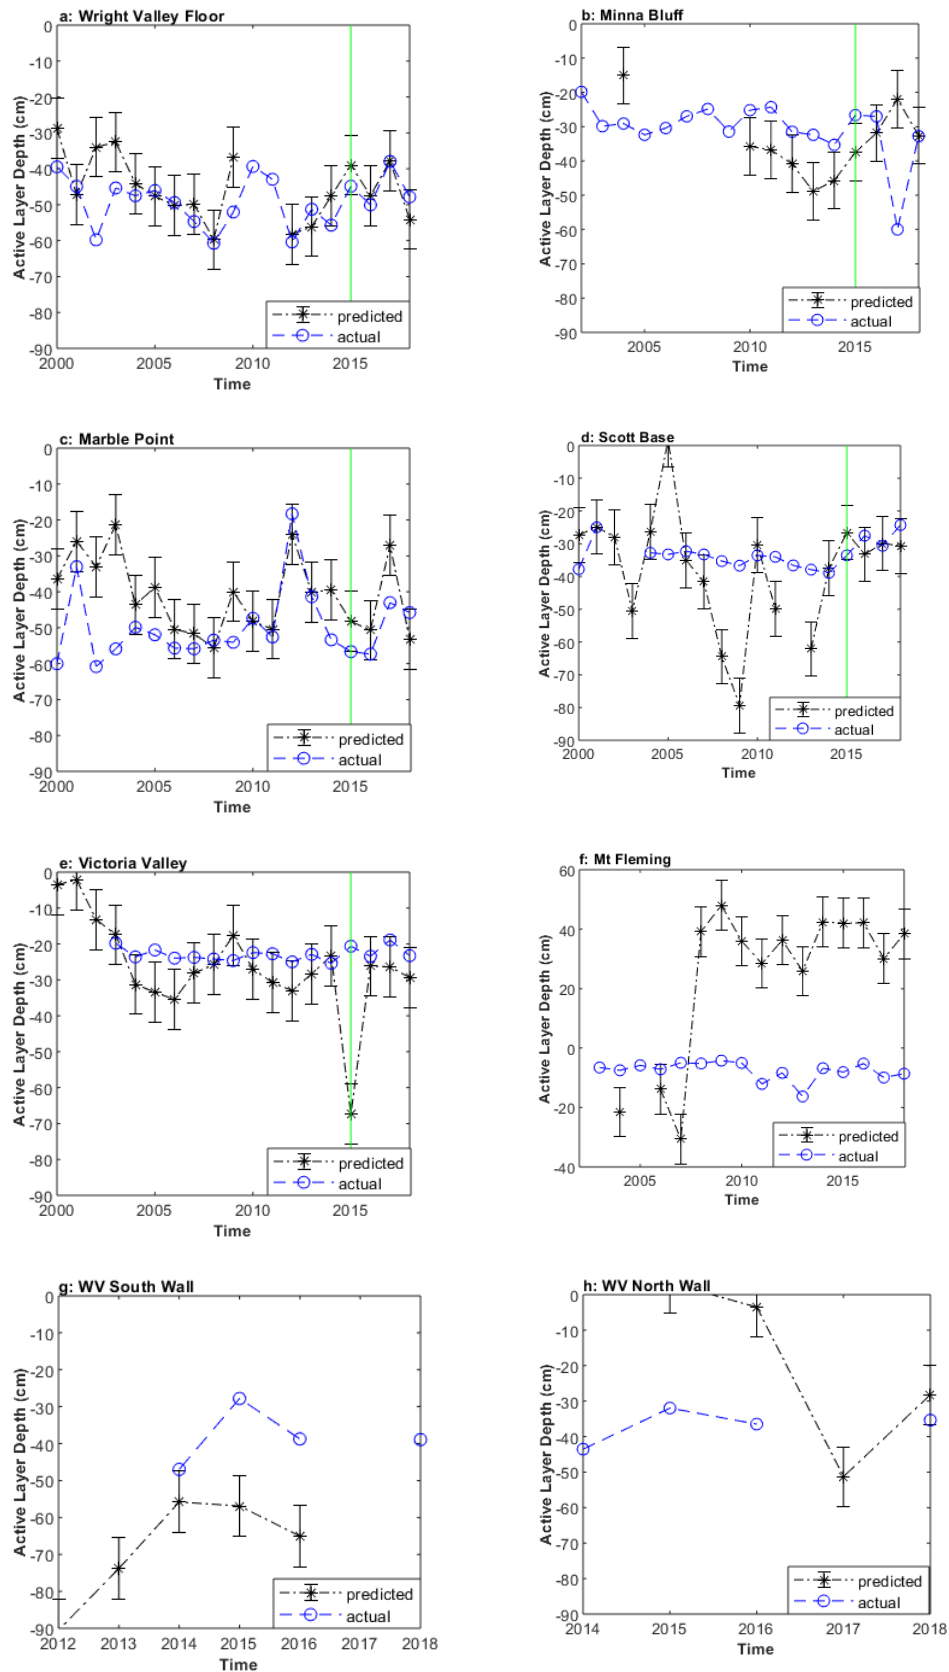 a: Wright Valley Floor
0
-10
-20
-30
-40
-50
-60
-70
-80
-90
Active Layer Depth (cm)
predicted
actual
2000
2005
2010
2015
Time
b: Minna Bluff
0
-10
-20
-30
-40
-50
-60
-70
-80
-90
Active Layer Depth (cm)
predicted
actual
2005
2010
2015
Time
c: Marble Point
0
-10
-20
-30
-40
-50
-60
-70
-80
-90
Active Layer Depth (cm)
predicted
actual
2000
2005
2010
2015
Time
d: Scott Base
0
-10
-20
-30
-40
-50
-60
-70
-80
-90
Active Layer Depth (cm)
predicted
actual
2000
2005
2010
2015
Time
e: Victoria Valley
0
-10
-20
-30
-40
-50
-60
-70
-80
-90
Active Layer Depth (cm)
predicted
actual
2000
2005
2010
2015
Time
f: Mt Fleming
60
40
20
0
-20
-40
Active Layer Depth (cm)
predicted
actual
2005
2010
2015
Time
g: WV South Wall
0
-10
-20
-30
-40
-50
-60
-70
-80
-90
Active Layer Depth (cm)
predicted
actual
2012
2013
2014
2015
2016
2017
2018
Time
h: WV North Wall
0
-10
-20
-30
-40
-50
-60
-70
-80
-90
Active Layer Depth (cm)
predicted
actual
2014
2015
2016
2017
2018
Time